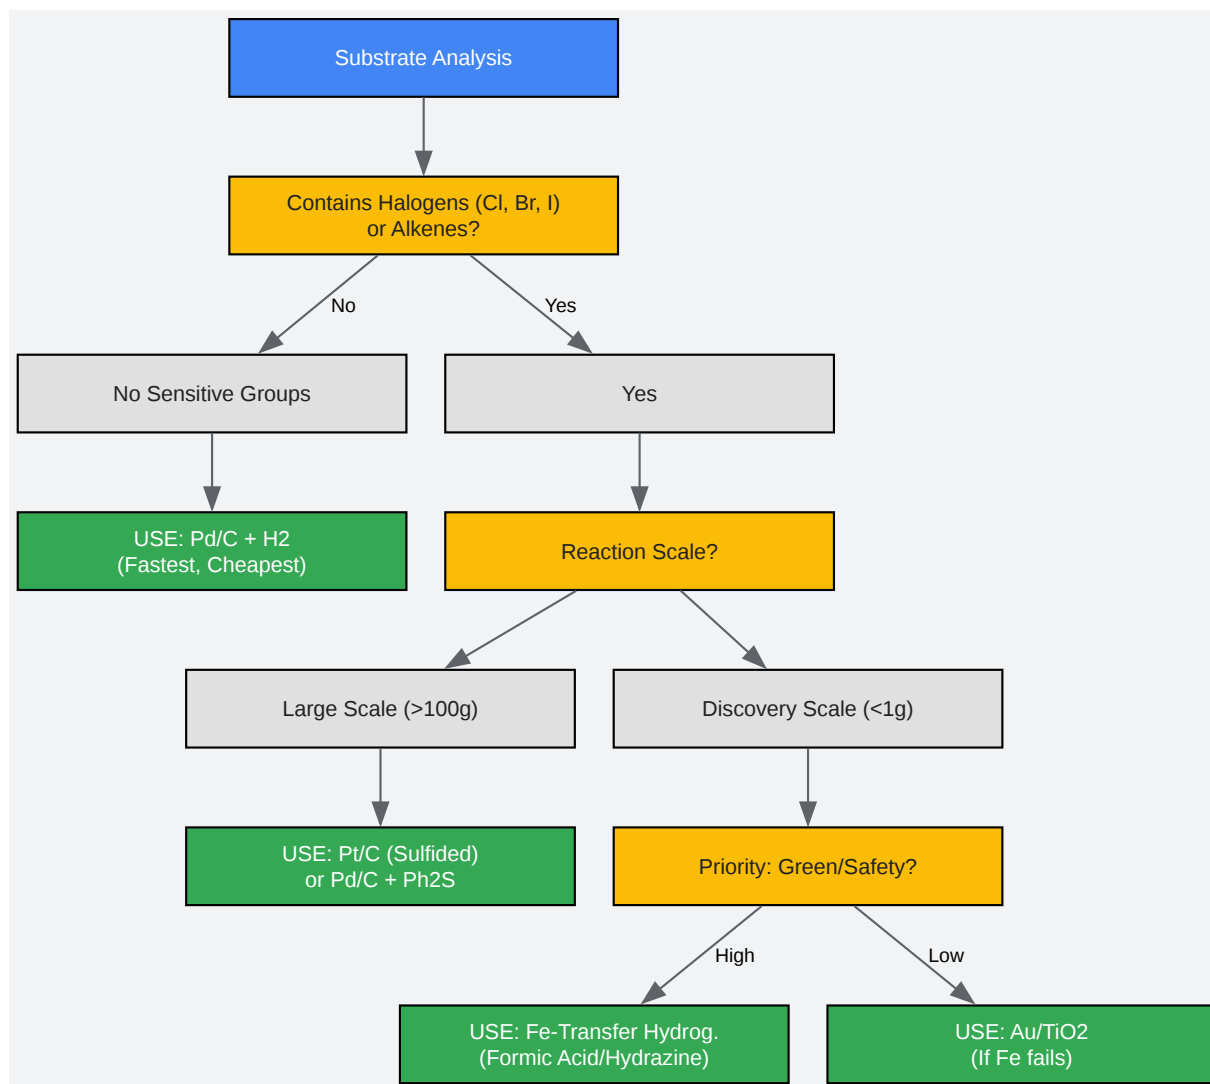 Substrate Analysis
Contains Halogens (Cl, Br, I)
or Alkenes?
No
Yes
No Sensitive Groups
Yes
USE: Pd/C + H2
(Fastest, Cheapest)
Reaction Scale?
Large Scale (>100g)
Discovery Scale (<1g)
USE: Pt/C (Sulfided)
or Pd/C + Ph2S
Priority: Green/Safety?
High
Low
USE: Fe-Transfer Hydrog.
(Formic Acid/Hydrazine)
USE: Au/TiO2
(If Fe fails)